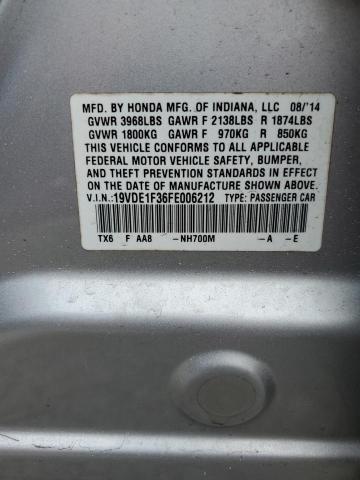 MFD. BY HONDA MFG. OF INDIANA, LLC 08/'14
GVWR 3968LBS GAWR F 2138LBS R 1874LBS
GVWR 1800KG GAWR F 970KG R 850KG
THIS VEHICLE CONFORMS TO ALL APPLICABLE
FEDERAL MOTOR VEHICLE SAFETY, BUMPER,
AND THEFT PREVENTION STANDARDS IN EFFECT
ON THE DATE OF MANUFACTURE SHOWN ABOVE.
V.I.N.:19VDE1F36FE006212 TYPE: PASSENGER CAR
TX6 F AA8 -NH700M -A -E